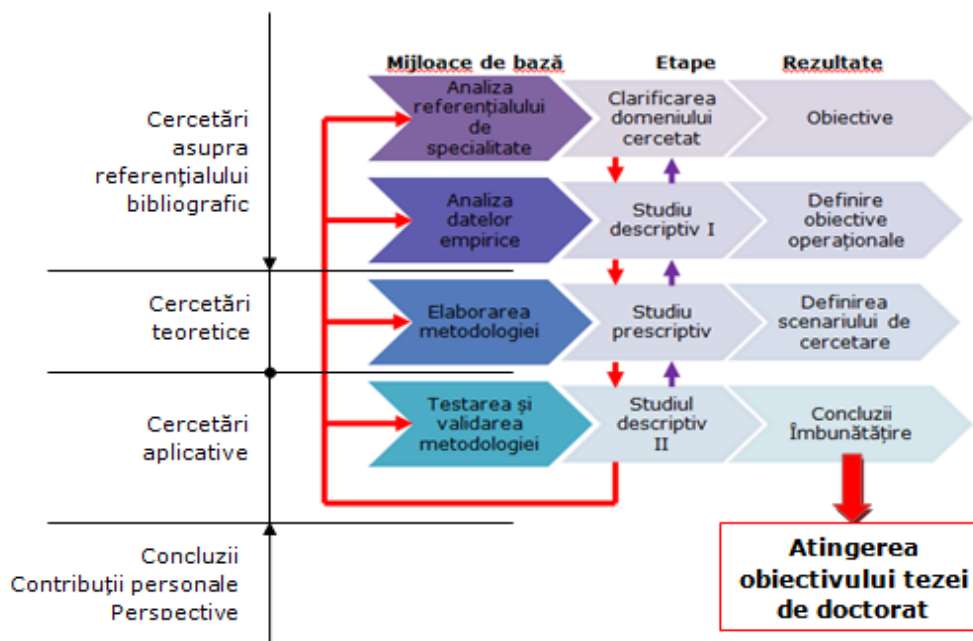 Mijloace de bază
Etape
Rezultate
Cercetări
asupra
referențialului
bibliografic
Analiza
referențialului
de
specialitate
Clarificarea
domeniului
cercetat
Obiective
Analiza
datelor
empirice
Studiu
descriptiv I
Definire
obiective
operaționale
Cercetări
teoretice
Elaborarea
metodologiei
Studiu
prescriptiv
Definirea
scenariului de
cercetare
Cercetări
aplicative
Testarea și
validarea
metodologiei
Studiul
descriptiv
II
Concluzii
Îmbunătățire
Concluzii
Contribuții personale
Perspective
Atingerea
obiectivului tezei
de doctorat